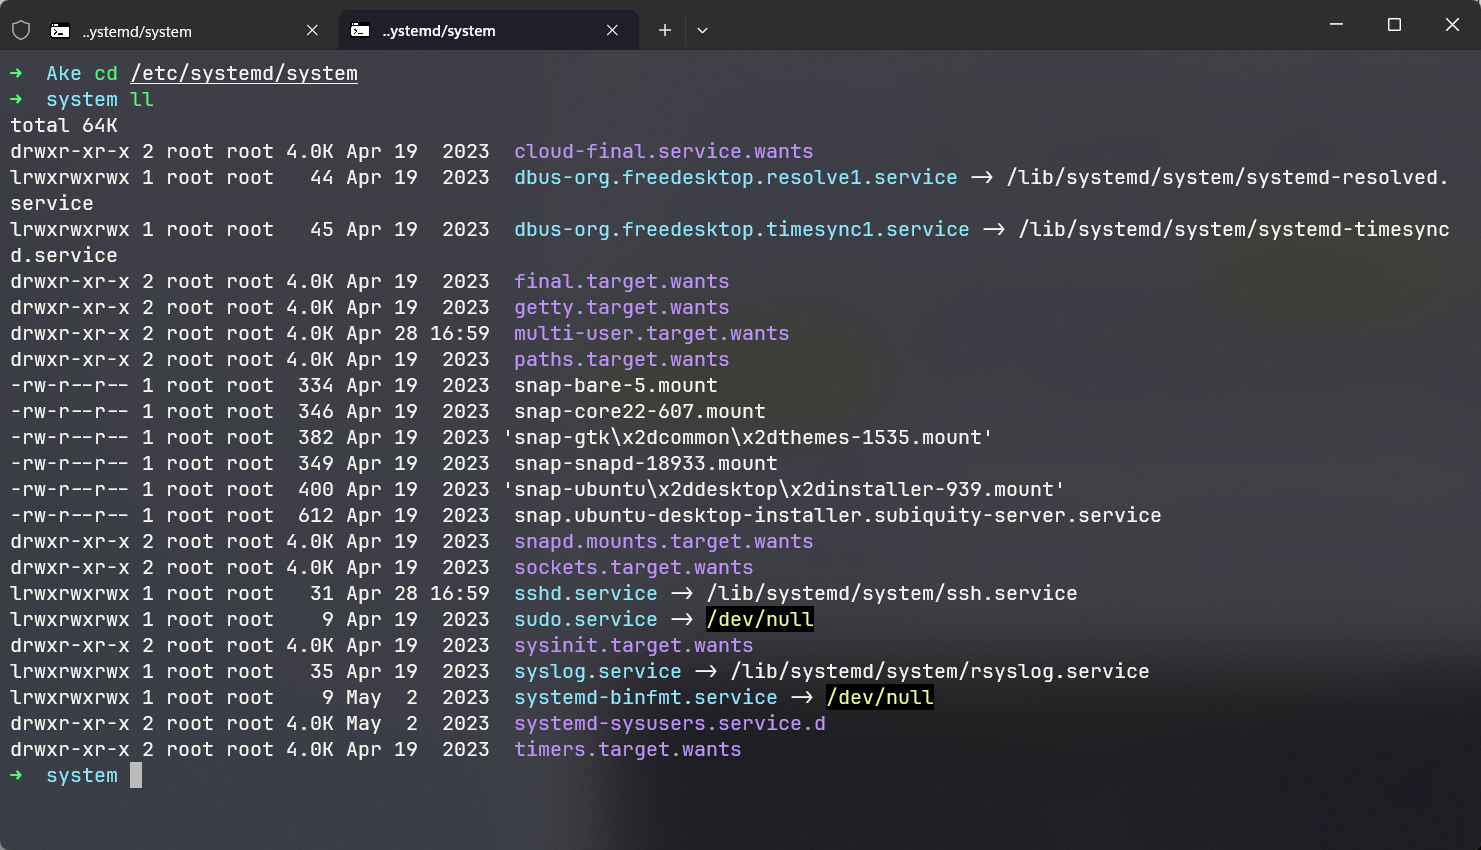 ..ystemd/system
..ystemd/system
➜  Ake cd /etc/systemd/system
➜  system ll
total 64K
drwxr-xr-x 2 root root 4.0K Apr 19  2023  cloud-final.service.wants
lrwxrwxrwx 1 root root   44 Apr 19  2023  dbus-org.freedesktop.resolve1.service -> /lib/systemd/system/systemd-resolved.
service
lrwxrwxrwx 1 root root   45 Apr 19  2023  dbus-org.freedesktop.timesync1.service -> /lib/systemd/system/systemd-timesync
d.service
drwxr-xr-x 2 root root 4.0K Apr 19  2023  final.target.wants
drwxr-xr-x 2 root root 4.0K Apr 19  2023  getty.target.wants
drwxr-xr-x 2 root root 4.0K Apr 28 16:59  multi-user.target.wants
drwxr-xr-x 2 root root 4.0K Apr 19  2023  paths.target.wants
-rw-r--r-- 1 root root  334 Apr 19  2023  snap-bare-5.mount
-rw-r--r-- 1 root root  346 Apr 19  2023  snap-core22-607.mount
-rw-r--r-- 1 root root  382 Apr 19  2023 'snap-gtk\x2dcommon\x2dthemes-1535.mount'
-rw-r--r-- 1 root root  349 Apr 19  2023  snap-snapd-18933.mount
-rw-r--r-- 1 root root  400 Apr 19  2023 'snap-ubuntu\x2ddesktop\x2dinstaller-939.mount'
-rw-r--r-- 1 root root  612 Apr 19  2023  snap.ubuntu-desktop-installer.subiquity-server.service
drwxr-xr-x 2 root root 4.0K Apr 19  2023  snapd.mounts.target.wants
drwxr-xr-x 2 root root 4.0K Apr 19  2023  sockets.target.wants
lrwxrwxrwx 1 root root   31 Apr 28 16:59  sshd.service -> /lib/systemd/system/ssh.service
lrwxrwxrwx 1 root root    9 Apr 19  2023  sudo.service -> /dev/null
drwxr-xr-x 2 root root 4.0K Apr 19  2023  sysinit.target.wants
lrwxrwxrwx 1 root root   35 Apr 19  2023  syslog.service -> /lib/systemd/system/rsyslog.service
lrwxrwxrwx 1 root root    9 May  2  2023  systemd-binfmt.service -> /dev/null
drwxr-xr-x 2 root root 4.0K May  2  2023  systemd-sysusers.service.d
drwxr-xr-x 2 root root 4.0K Apr 19  2023  timers.target.wants
➜  system